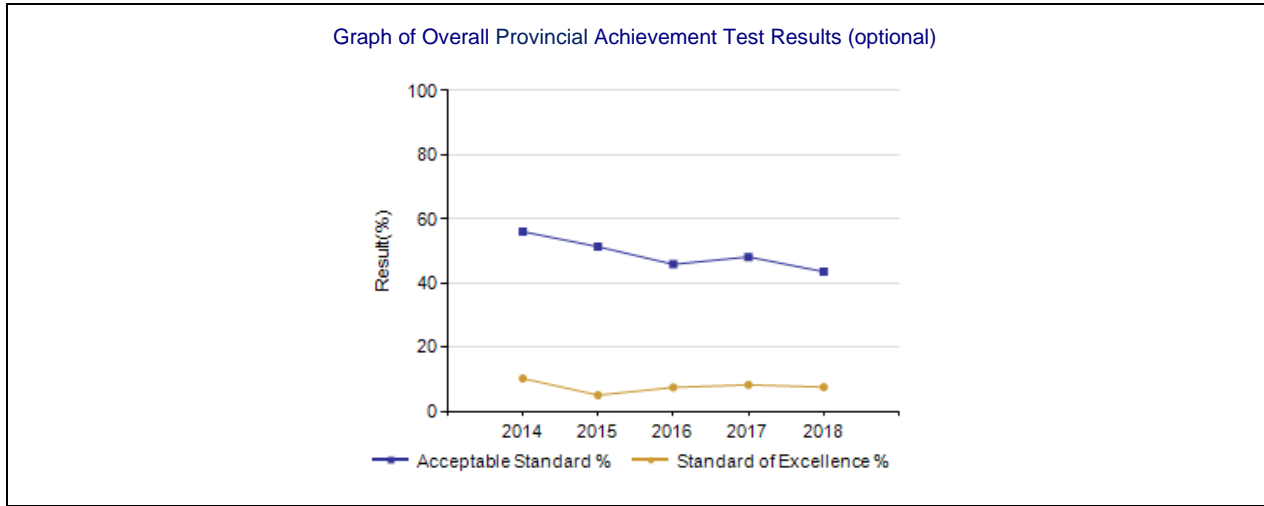 Graph of Overall Provincial Achievement Test Results (optional)
100
80
60
40
20
0
Result(%)
2014 2015 2016 2017 2018
Acceptable Standard % Standard of Excellence %